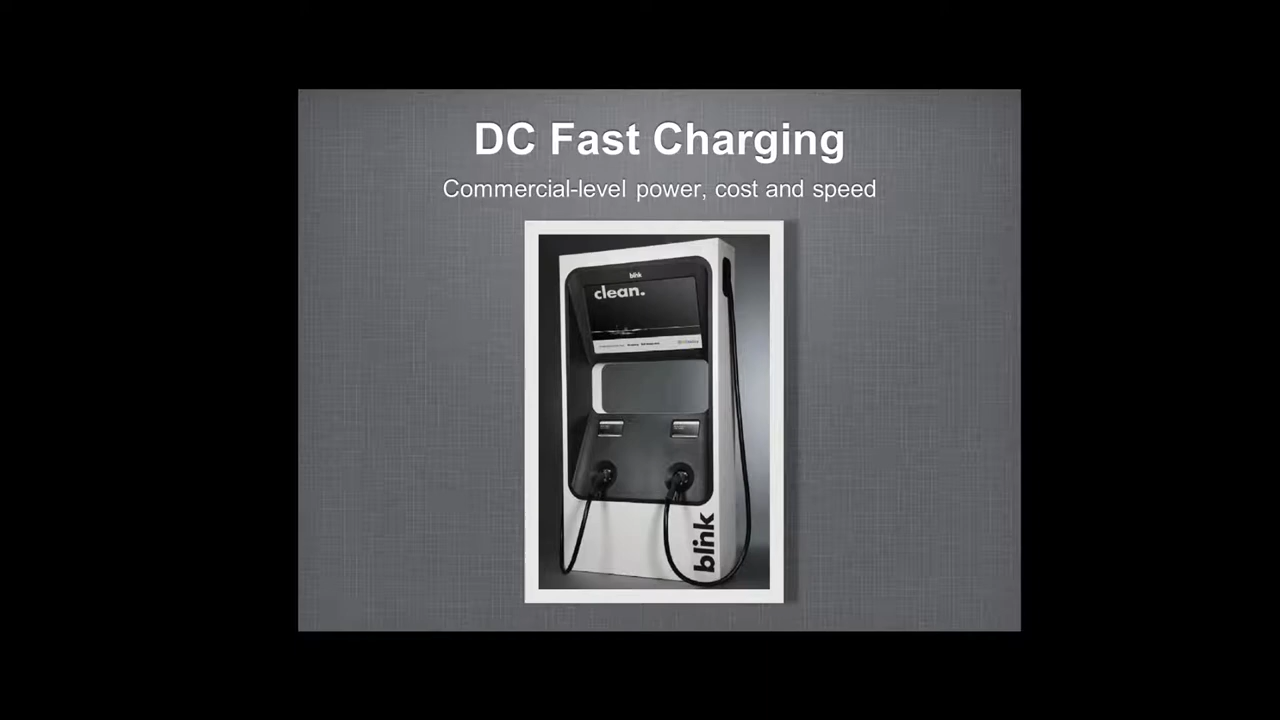 DC Fast Charging
Commercial-level power, cost and speed
blink
clean.
blink